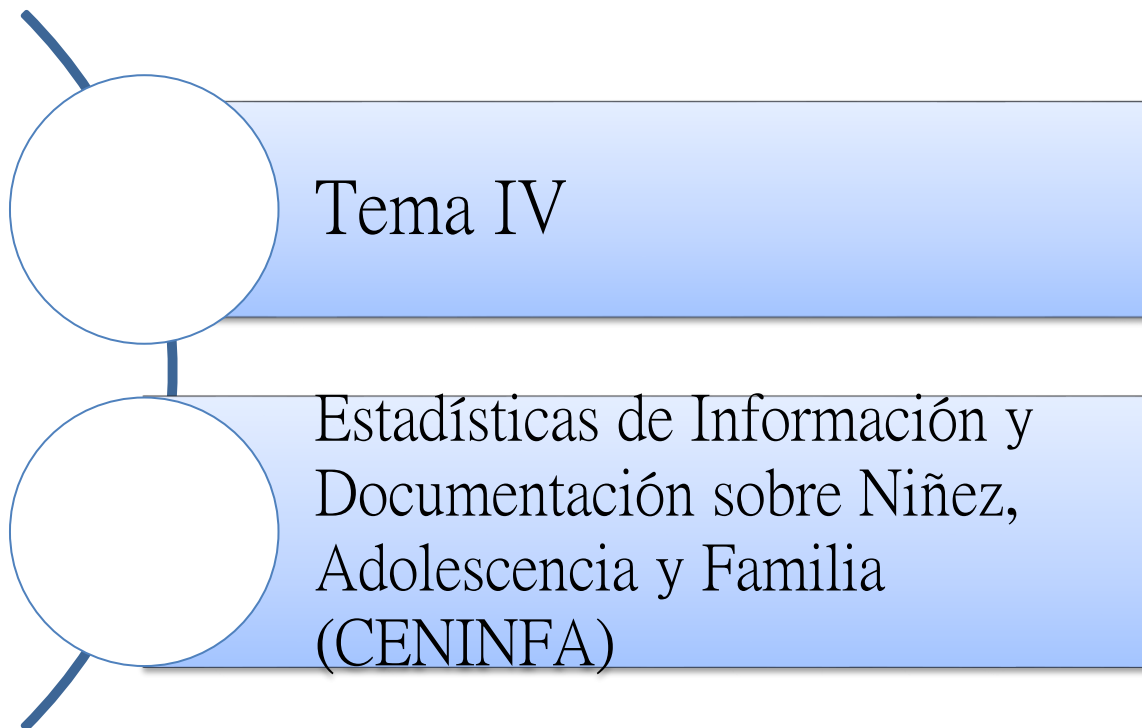 Tema IV
Estadísticas de Información y
Documentación sobre Niñez,
Adolescencia y Familia
(CENINFA)